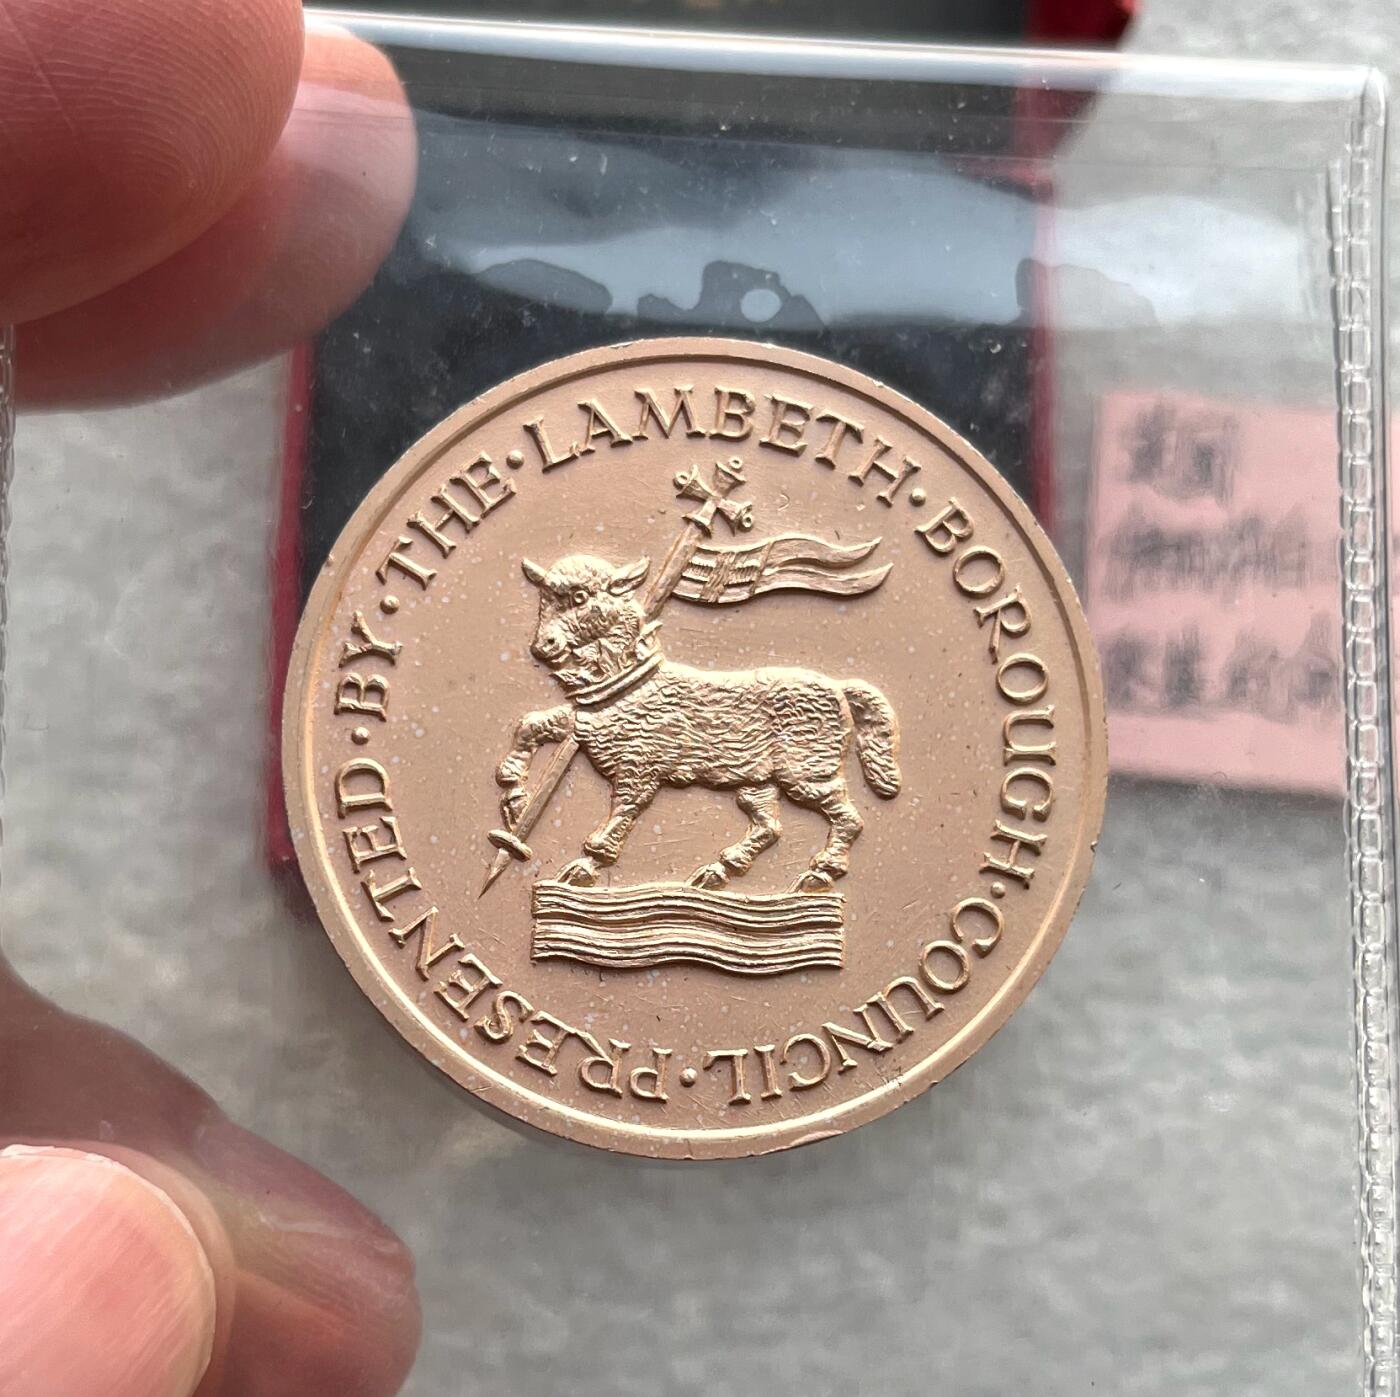 PRESENTED · BY · THE · LAMBETH · BOROUGH · COUNCIL ·